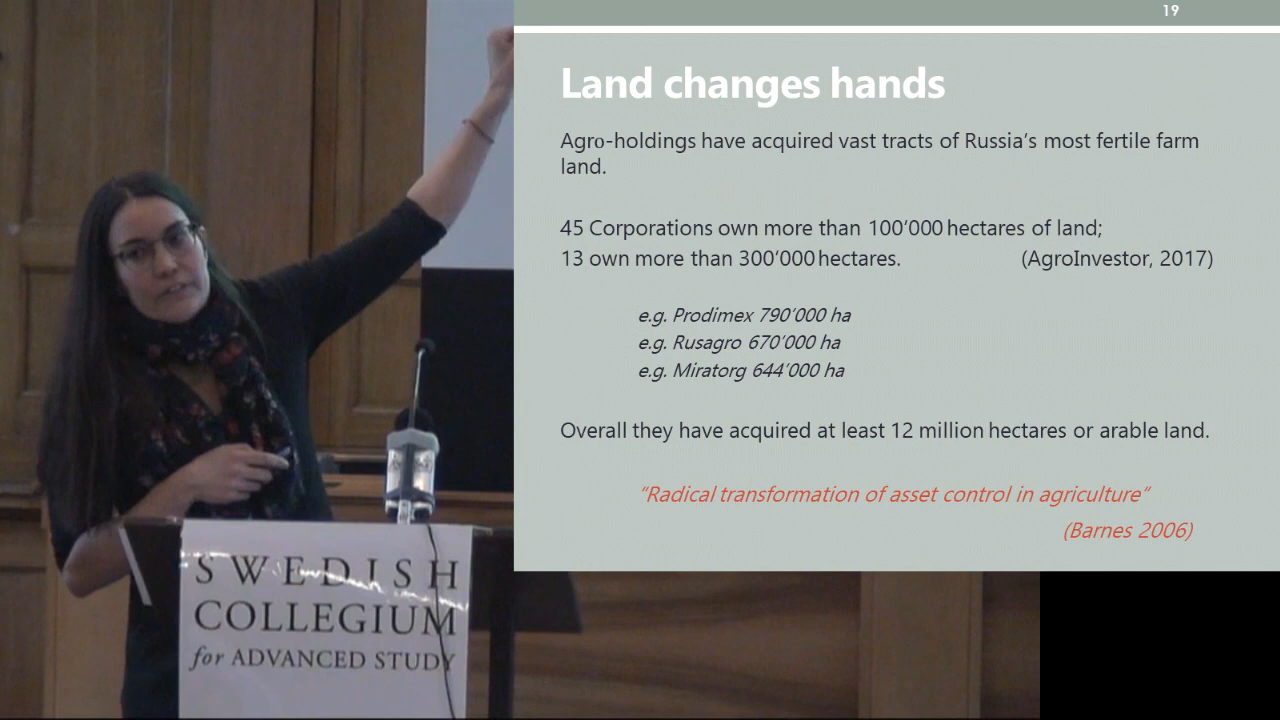 19
Land changes hands
Agro-holdings have acquired vast tracts of Russia’s most fertile farm
land.
45 Corporations own more than 100’000 hectares of land;
13 own more than 300’000 hectares. (AgroInvestor, 2017)
e.g. Prodimex 790’000 ha
e.g. Rusagro 670’000 ha
e.g. Miratorg 644’000 ha
Overall they have acquired at least 12 million hectares or arable land.
“Radical transformation of asset control in agriculture”
(Barnes 2006)
SWEDISH
COLLEGIUM
for ADVANCED STUDY